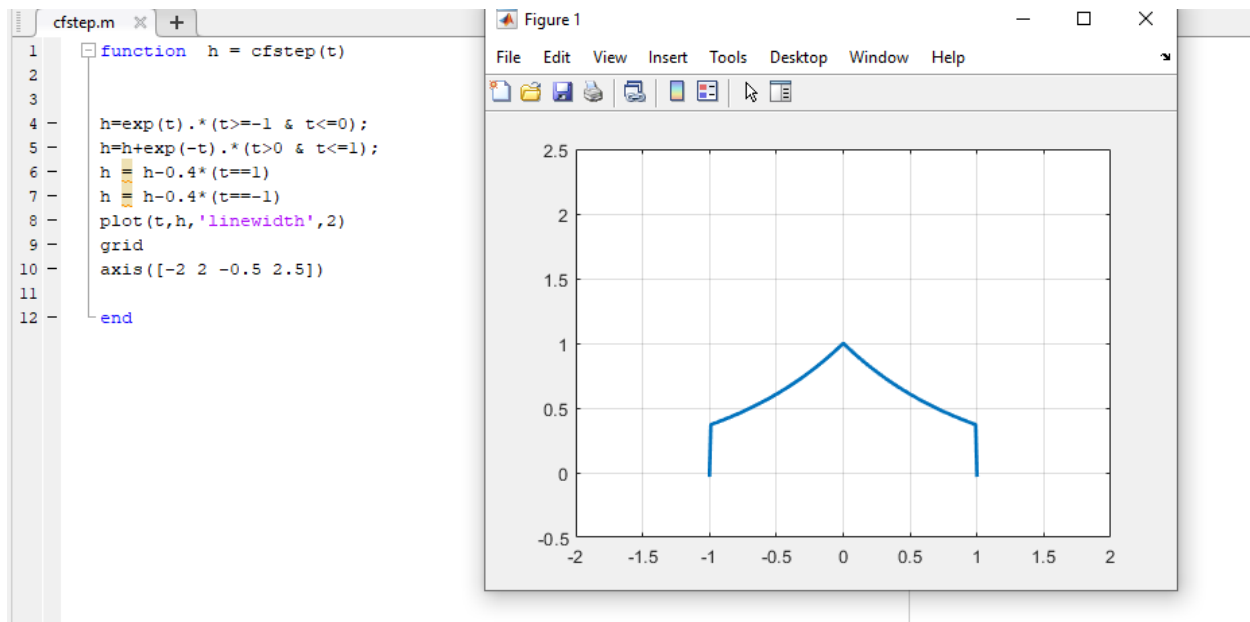 cfstep.m
1 function h = cfstep(t)
2
3
4 h=exp(t).*(t>=-1 & t<=0);
5 h=h+exp(-t).*(t>0 & t<=1);
6 h = h-0.4*(t==1)
7 h = h-0.4*(t==-1)
8 plot(t,h,'linewidth',2)
9 grid
10 axis([-2 2 -0.5 2.5])
11
12 end
Figure 1
File Edit View Insert Tools Desktop Window Help
2.5
2
1.5
1
0.5
0
-0.5
-2 -1.5 -1 -0.5 0 0.5 1 1.5 2